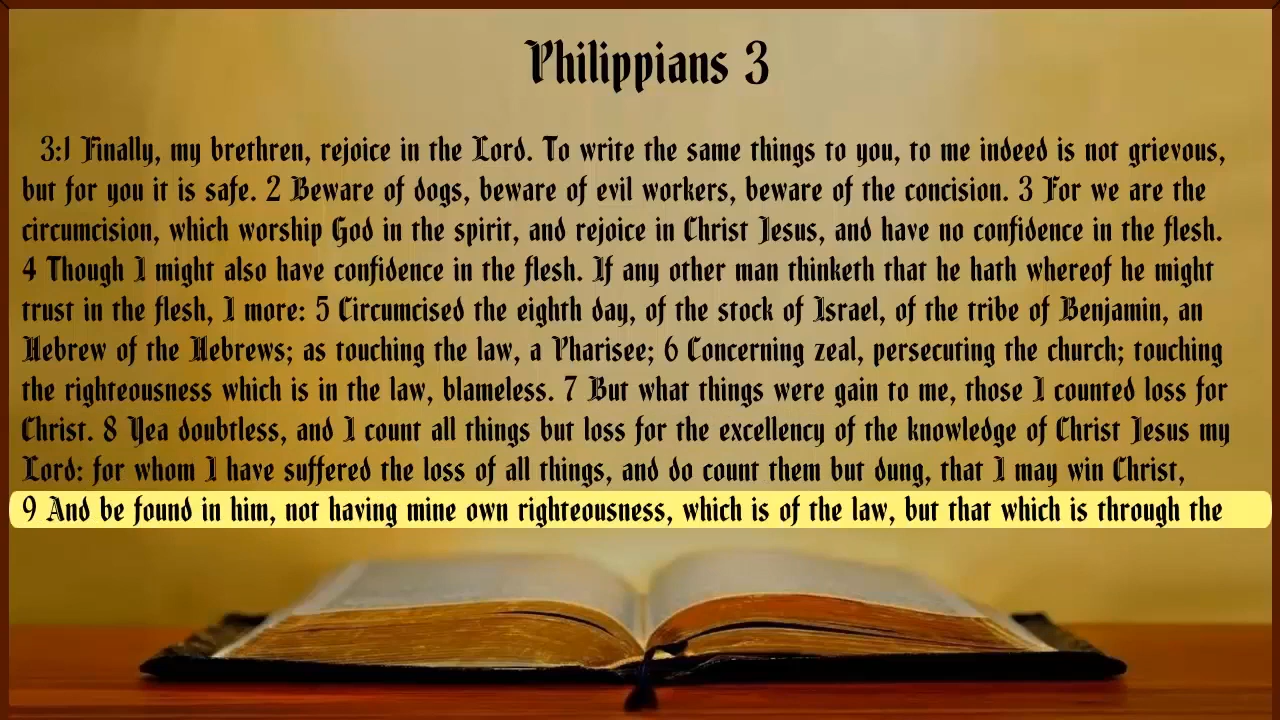 Philippians 3
3:1 Finally, my brethren, rejoice in the Lord. To write the same things to you, to me indeed is not grievous,
but for you it is safe. 2 Beware of dogs, beware of evil workers, beware of the concision. 3 For we are the
circumcision, which worship God in the spirit, and rejoice in Christ Jesus, and have no confidence in the flesh.
4 Though I might also have confidence in the flesh. If any other man thinketh that he hath whereof he might
trust in the flesh, I more: 5 Circumcised the eighth day, of the stock of Israel, of the tribe of Benjamin, an
Hebrew of the Hebrews; as touching the law, a Pharisee; 6 Concerning zeal, persecuting the church; touching
the righteousness which is in the law, blameless. 7 But what things were gain to me, those I counted loss for
Christ. 8 Yea doubtless, and I count all things but loss for the excellency of the knowledge of Christ Jesus my
Lord: for whom I have suffered the loss of all things, and do count them but dung, that I may win Christ,
9 And be found in him, not having mine own righteousness, which is of the law, but that which is through the